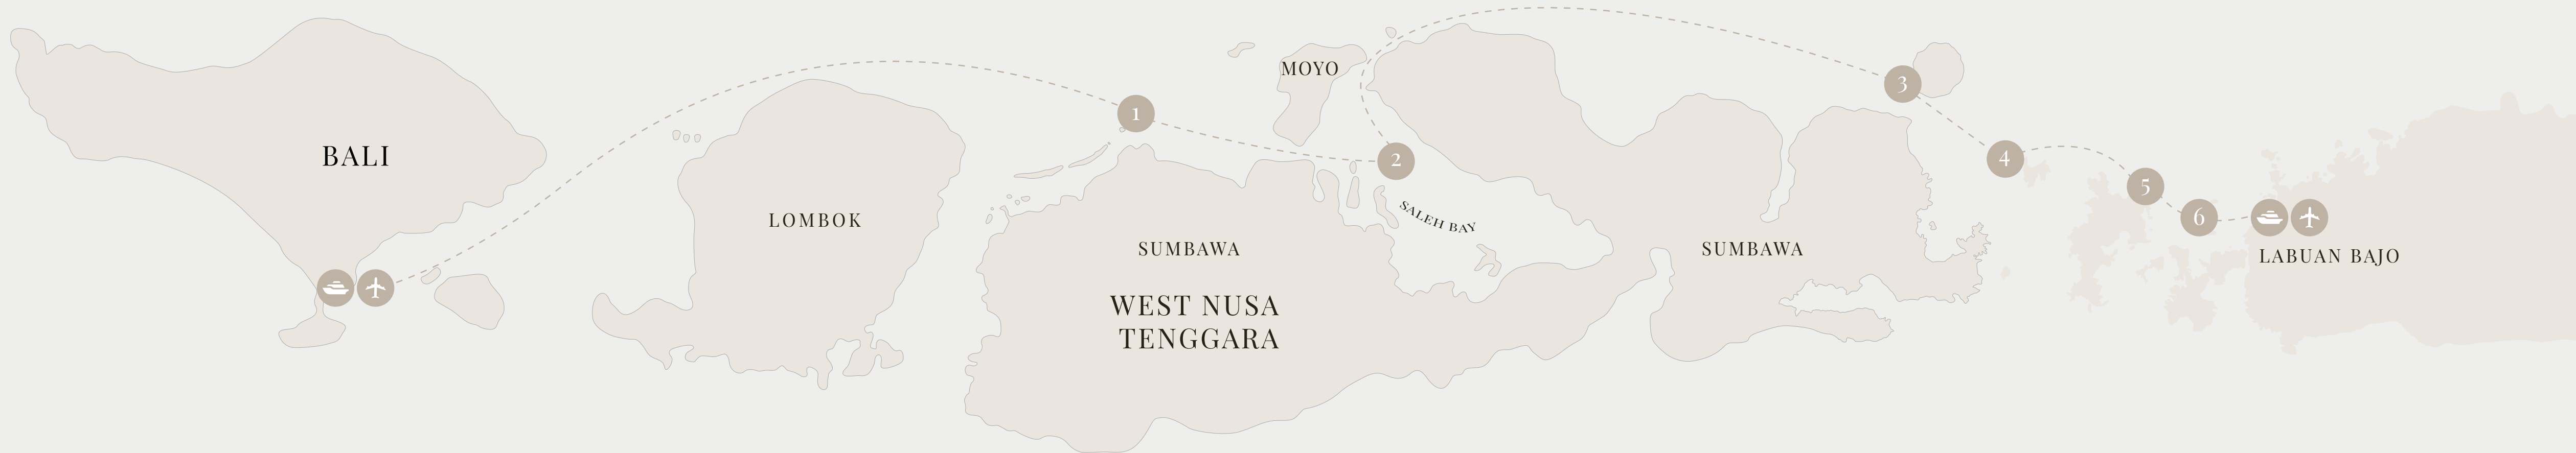 MOYO
1
2
3
4
5
6
BALI
LOMBOK
SALEH BAY
SUMBAWA
SUMBAWA
LABUAN BAJO
WEST NUSA
TENGGARA